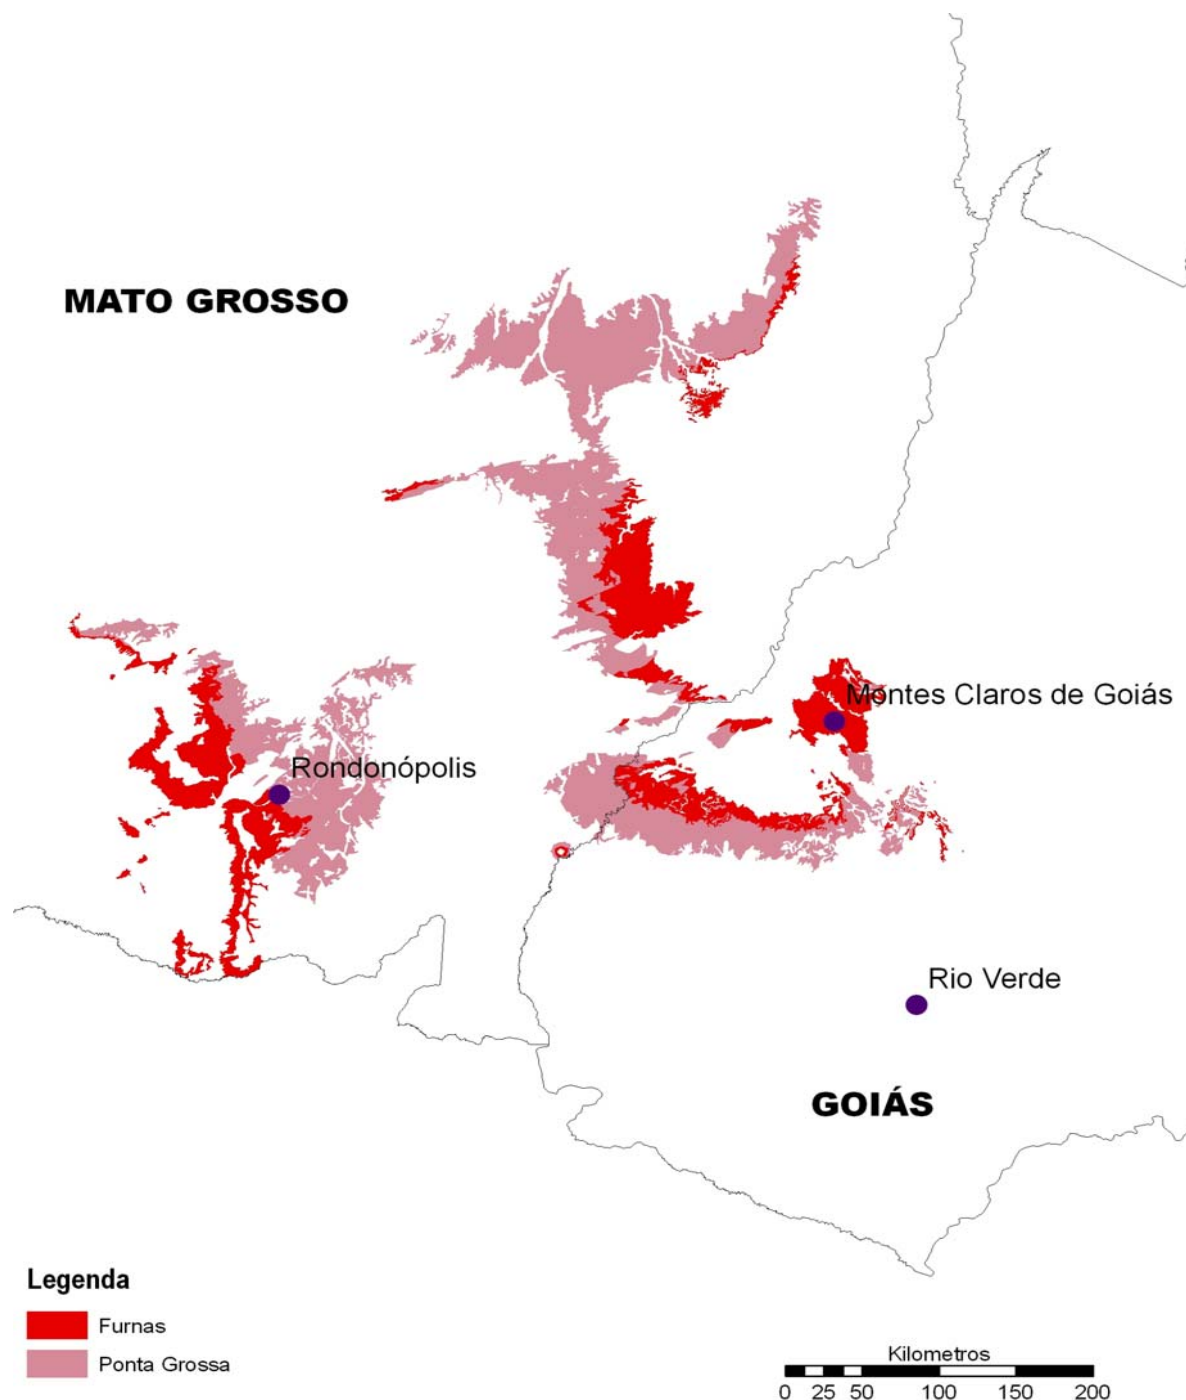 MATO GROSSO
Montes Claros de Goiás
Rondonópolis
Rio Verde
GOIÁS
Legenda
Furnas
Ponta Grossa
Kilometros
0 25 50 100 150 200